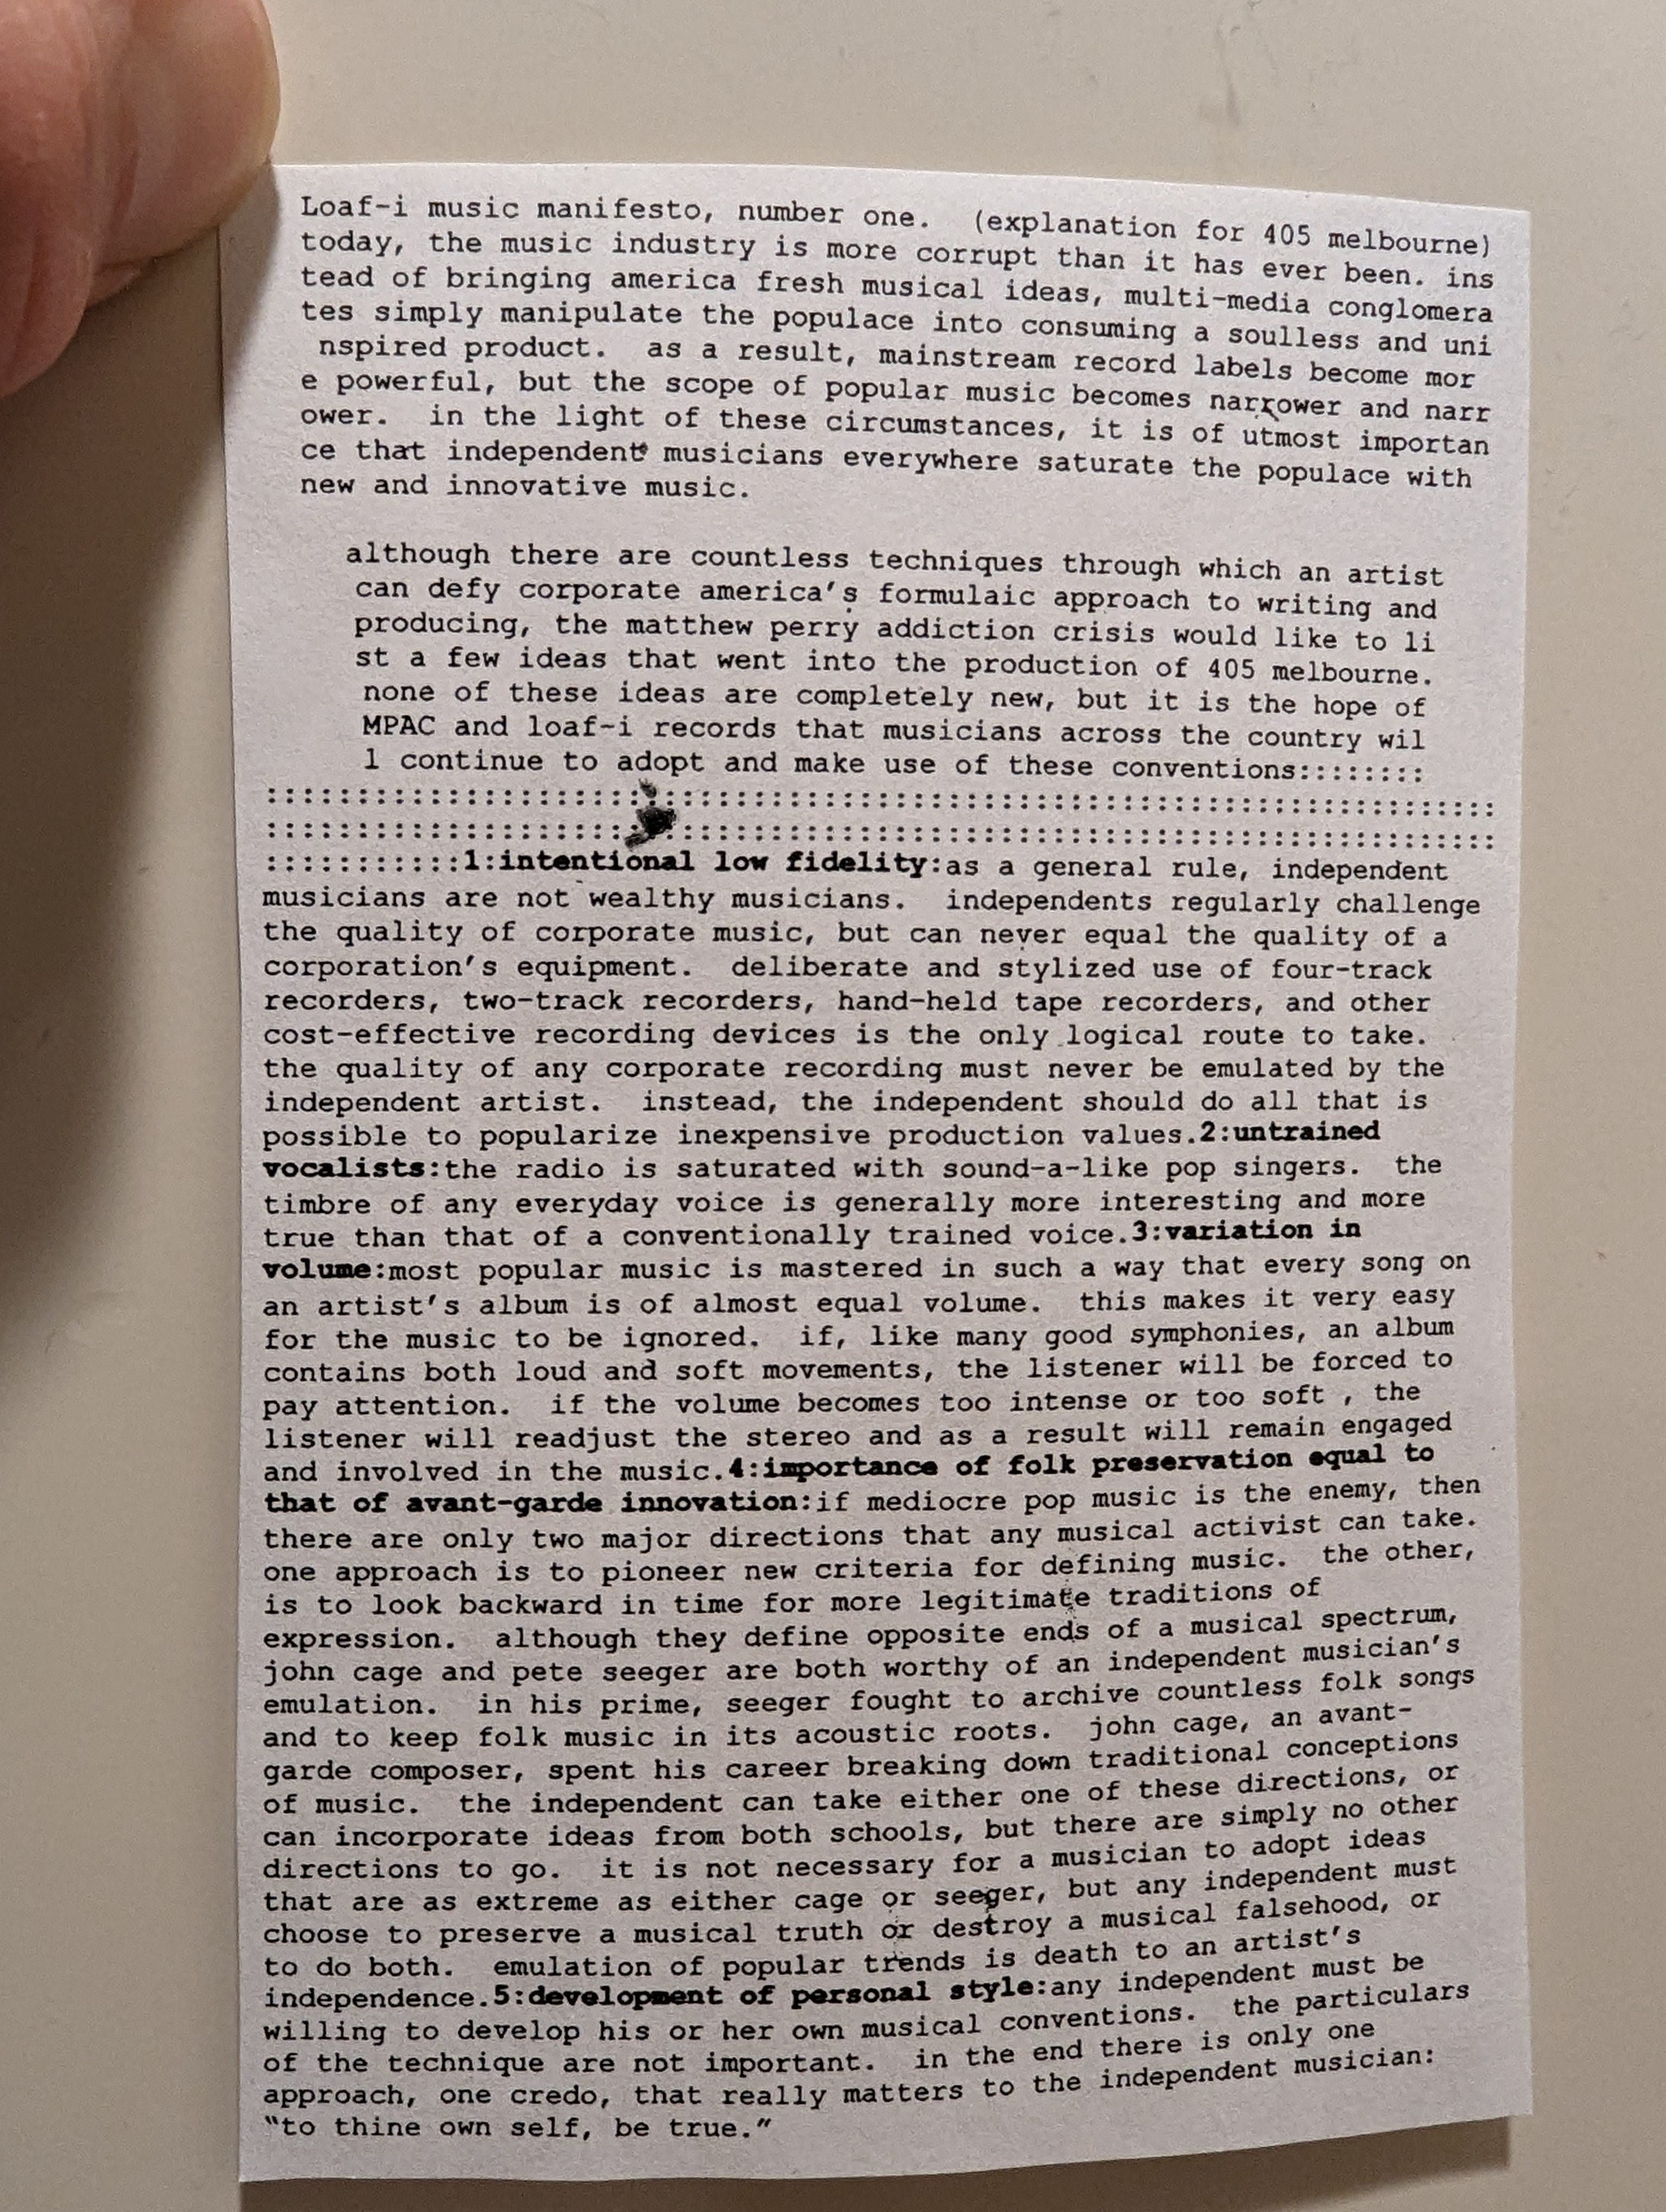 Loaf-i music manifesto, number one.  (explanation for 405 melbourne)
today, the music industry is more corrupt than it has ever been. ins
tead of bringing america fresh musical ideas, multi-media conglomera
tes simply manipulate the populace into consuming a soulless and uni
nspired product.  as a result, mainstream record labels become mor
e powerful, but the scope of popular music becomes narrower and narr
ower.  in the light of these circumstances, it is of utmost importan
ce that independent musicians everywhere saturate the populace with
new and innovative music.
although there are countless techniques through which an artist
can defy corporate america's formulaic approach to writing and
producing, the matthew perry addiction crisis would like to li
st a few ideas that went into the production of 405 melbourne.
none of these ideas are completely new, but it is the hope of
MPAC and loaf-i records that musicians across the country wil
l continue to adopt and make use of these conventions::::::::
::::::::::::::::::::::::::::::::::::::::::::::::::::::::::::::::::::
::::::::::::::::::::::::::::::::::::::::::::::::::::::::::::::::::::
:::::::::::1:intentional low fidelity:as a general rule, independent
musicians are not wealthy musicians.  independents regularly challenge
the quality of corporate music, but can never equal the quality of a
corporation's equipment.  deliberate and stylized use of four-track
recorders, two-track recorders, hand-held tape recorders, and other
cost-effective recording devices is the only logical route to take.
the quality of any corporate recording must never be emulated by the
independent artist.  instead, the independent should do all that is
possible to popularize inexpensive production values.2:untrained
vocalists:the radio is saturated with sound-a-like pop singers.  the
timbre of any everyday voice is generally more interesting and more
true than that of a conventionally trained voice.3:variation in
volume:most popular music is mastered in such a way that every song on
an artist's album is of almost equal volume.  this makes it very easy
for the music to be ignored.  if, like many good symphonies, an album
contains both loud and soft movements, the listener will be forced to
pay attention.  if the volume becomes too intense or too soft , the
listener will readjust the stereo and as a result will remain engaged
and involved in the music.4:importance of folk preservation equal to
that of avant-garde innovation:if mediocre pop music is the enemy, then
there are only two major directions that any musical activist can take.
one approach is to pioneer new criteria for defining music.  the other,
is to look backward in time for more legitimate traditions of
expression.  although they define opposite ends of a musical spectrum,
john cage and pete seeger are both worthy of an independent musician's
emulation.  in his prime, seeger fought to archive countless folk songs
and to keep folk music in its acoustic roots.  john cage, an avant-
garde composer, spent his career breaking down traditional conceptions
of music.  the independent can take either one of these directions, or
can incorporate ideas from both schools, but there are simply no other
directions to go.  it is not necessary for a musician to adopt ideas
that are as extreme as either cage or seeger, but any independent must
choose to preserve a musical truth or destroy a musical falsehood, or
to do both.  emulation of popular trends is death to an artist's
independence.5:development of personal style:any independent must be
willing to develop his or her own musical conventions.  the particulars
of the technique are not important.  in the end there is only one
approach, one credo, that really matters to the independent musician:
"to thine own self, be true."